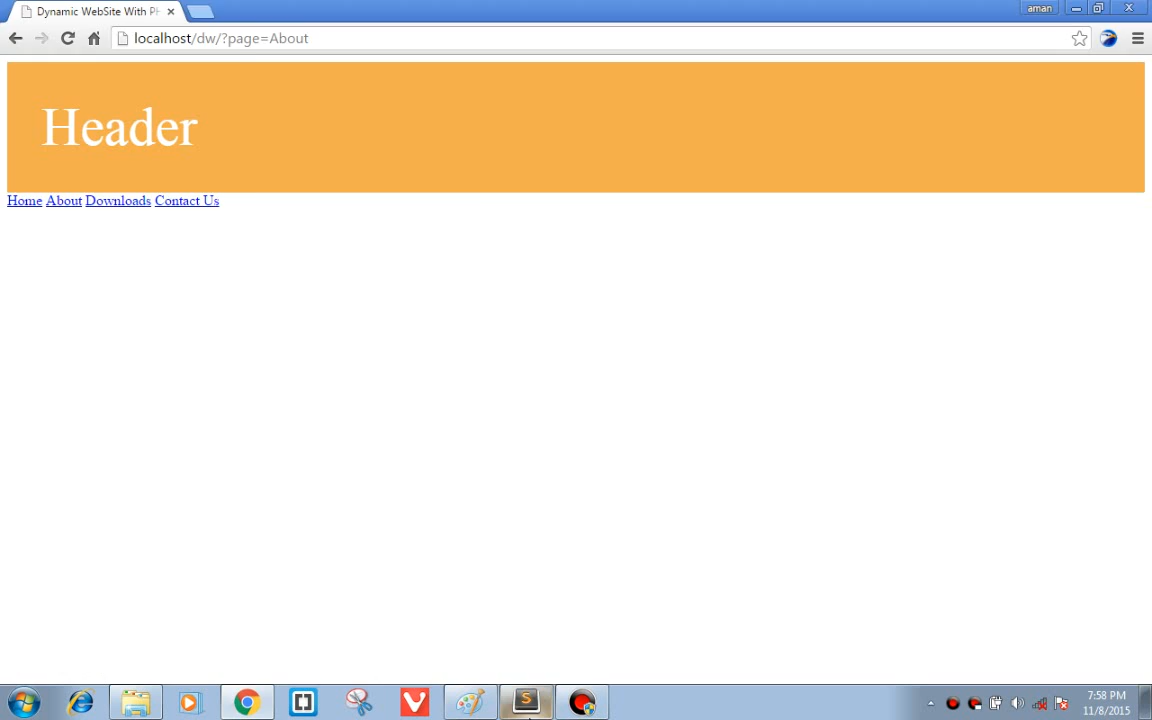 Dynamic WebSite With PH
aman
localhost/dw/?page=About
Header
Home About Downloads Contact Us
7:58 PM
11/8/2015